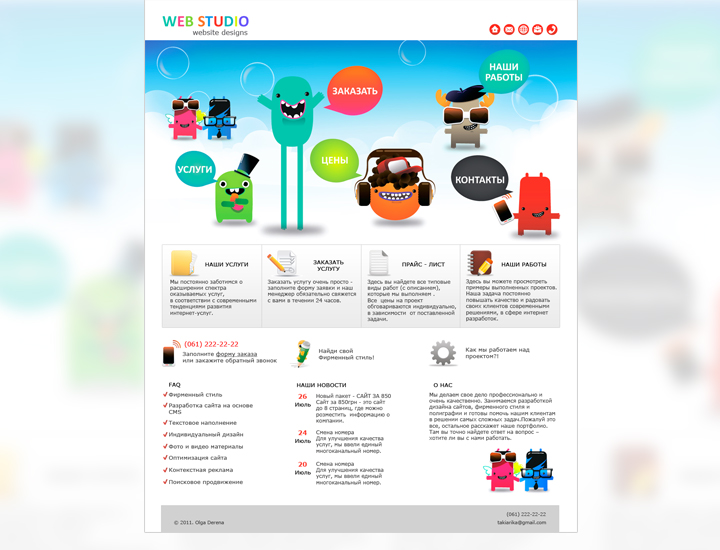 WEB STUDIO
website designs
ЗАКАЗАТЬ
НАШИ
РАБОТЫ
УСЛУГИ
ЦЕНЫ
КОНТАКТЫ
НАШИ УСЛУГИ
Мы постоянно заботимся о
расширении спектра
оказываемых услуг,
в соответствии с современными
тенденциями развития
интернет-услуг.
ЗАКАЗАТЬ
УСЛУГУ
Заказать услугу очень просто -
заполните форму заявки и наш
менеджер обязательно свяжется
с вами в течении 24 часов.
ПРАЙС - ЛИСТ
Здесь вы найдете все типовые
виды работ (с описанием),
которые мы выполняем .
Все цены на проект
обговариваются индивидуально,
в зависимости от поставленной
задачи.
НАШИ РАБОТЫ
Здесь вы можете просмотреть
примеры выполненных проектов.
Наша задача постоянно
повышать качество и радовать
своих клиентов современными
решениями, в сфере интернет
разработок.
(061) 222-22-22
Заполните форму заказа
или закажите обратный звонок
Найди свой
Фирменный стиль!
Как мы работаем над
проектом?!
FAQ
Фирменный стиль
Разработка сайта на основе
CMS
Текстовое наполнение
Индивидуальный дизайн
Фото и видео материалы
Оптимизация сайта
Контекстная реклама
Поисковое продвижение
НАШИ НОВОСТИ
26
Июль
Новый пакет - САЙТ ЗА 850
Сайт за 850грн - это сайт
до 8 страниц, где можно
розместить информацию о
компании.
24
Июль
Смена номера
Для улучшения качества
услуг, мы ввели единый
многоканальный номер.
20
Июль
Смена номера
Для улучшения качества
услуг, мы ввели единый
многоканальный номер.
О НАС
Мы делаем свое дело профессионально и
очень качественно. Занимаемся разработкой
дизайна сайтов, фирменного стиля и
полиграфии и готовы помочь нашим клиентам
в решении самых сложных задач.Пожалуй это
все, остальное расскажет наше портфолио.
Там вы точно найдете ответ на вопрос –
хотите ли вы с нами работать.
(061) 222-22-22
© 2011. Olga Derena
takiarika@gmail.com